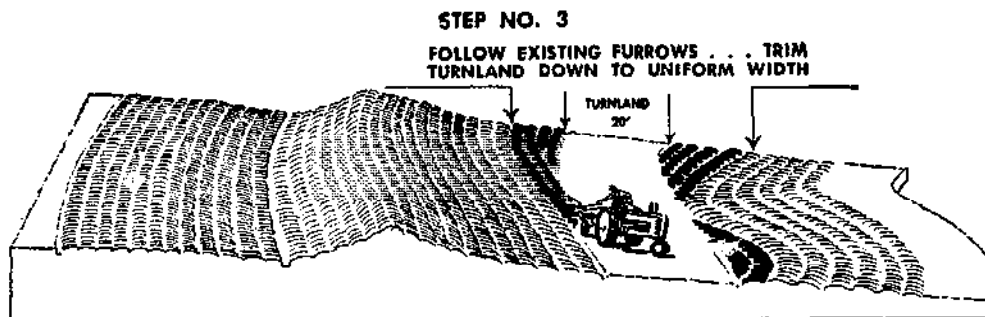 STEP NO. 3
FOLLOW EXISTING FURROWS . . . TRIM
TURNLAND DOWN TO UNIFORM WIDTH
TURNLAND
20'